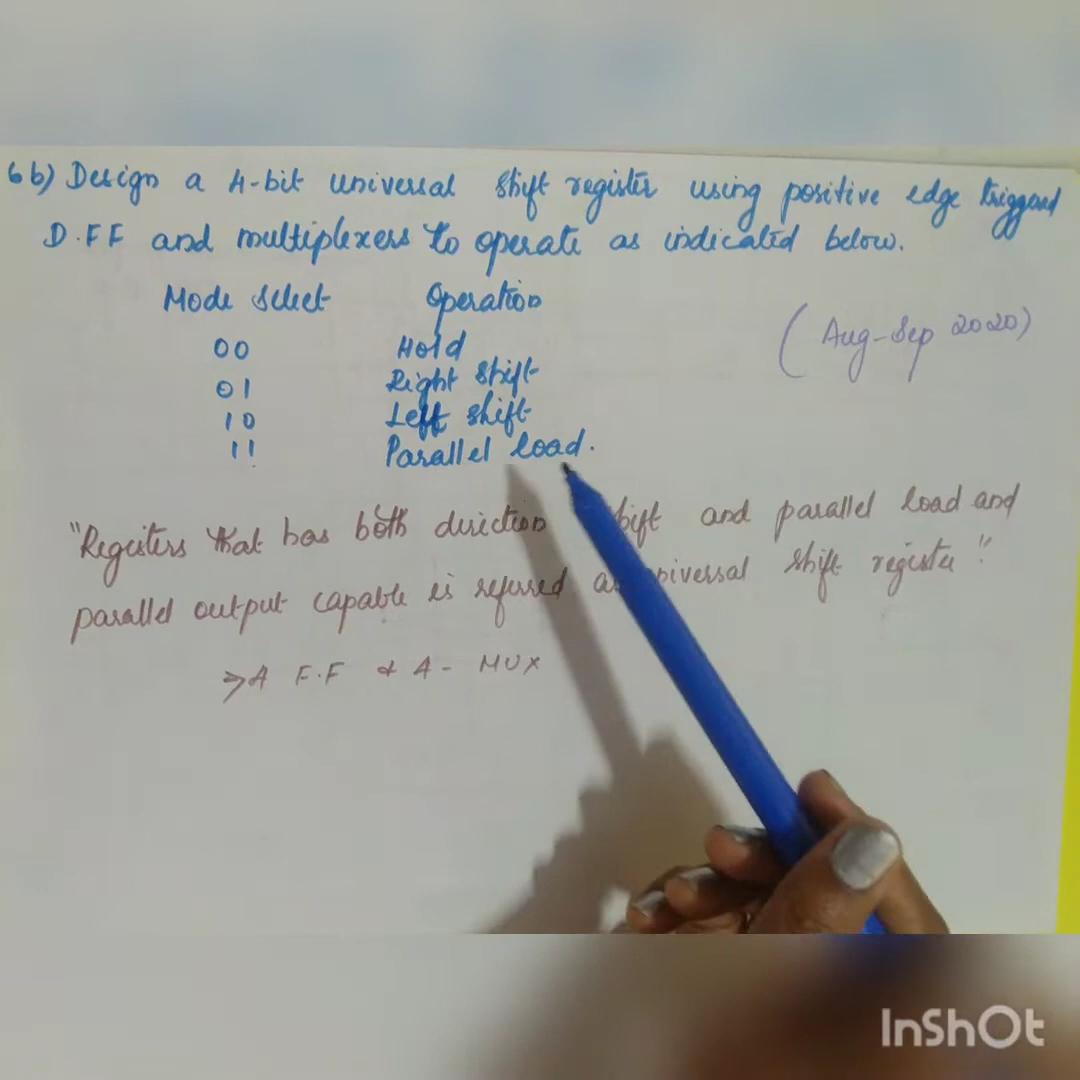 6b) Design a 4-bit universal shift register using positive edge triggard
D.FF and multiplexers to operate as indicated below.
Mode Select Operation
00 Hold
01 Right shift
10 Left shift
11 Parallel load.
(Aug-Sep 2020)
"Registers that has both direction shift and parallel load and
parallel output capable is referred as universal shift register".
⇒ 4 F.F & 4- MUX
InShOt